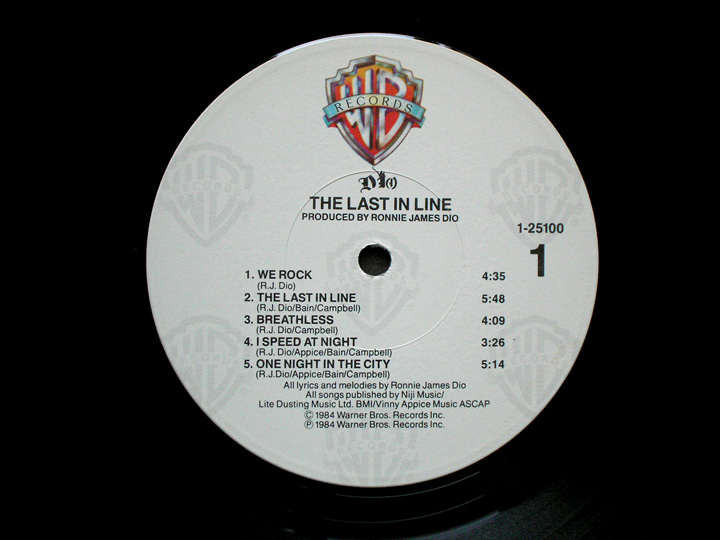 WB
RECORDS
DIO
THE LAST IN LINE
PRODUCED BY RONNIE JAMES DIO
1-25100
1
1. WE ROCK 4:35
(R.J. Dio)
2. THE LAST IN LINE 5:48
(R.J. Dio/Bain/Campbell)
3. BREATHLESS 4:09
(R.J. Dio/Campbell)
4. I SPEED AT NIGHT 3:26
(R.J. Dio/Appice/Bain/Campbell)
5. ONE NIGHT IN THE CITY 5:14
(R.J.Dio/Appice/Bain/Campbell)
All lyrics and melodies by Ronnie James Dio
All songs published by Niji Music/
Lite Dusting Music Ltd. BMI/Vinny Appice Music ASCAP
© 1984 Warner Bros. Records Inc.
℗ 1984 Warner Bros. Records Inc.